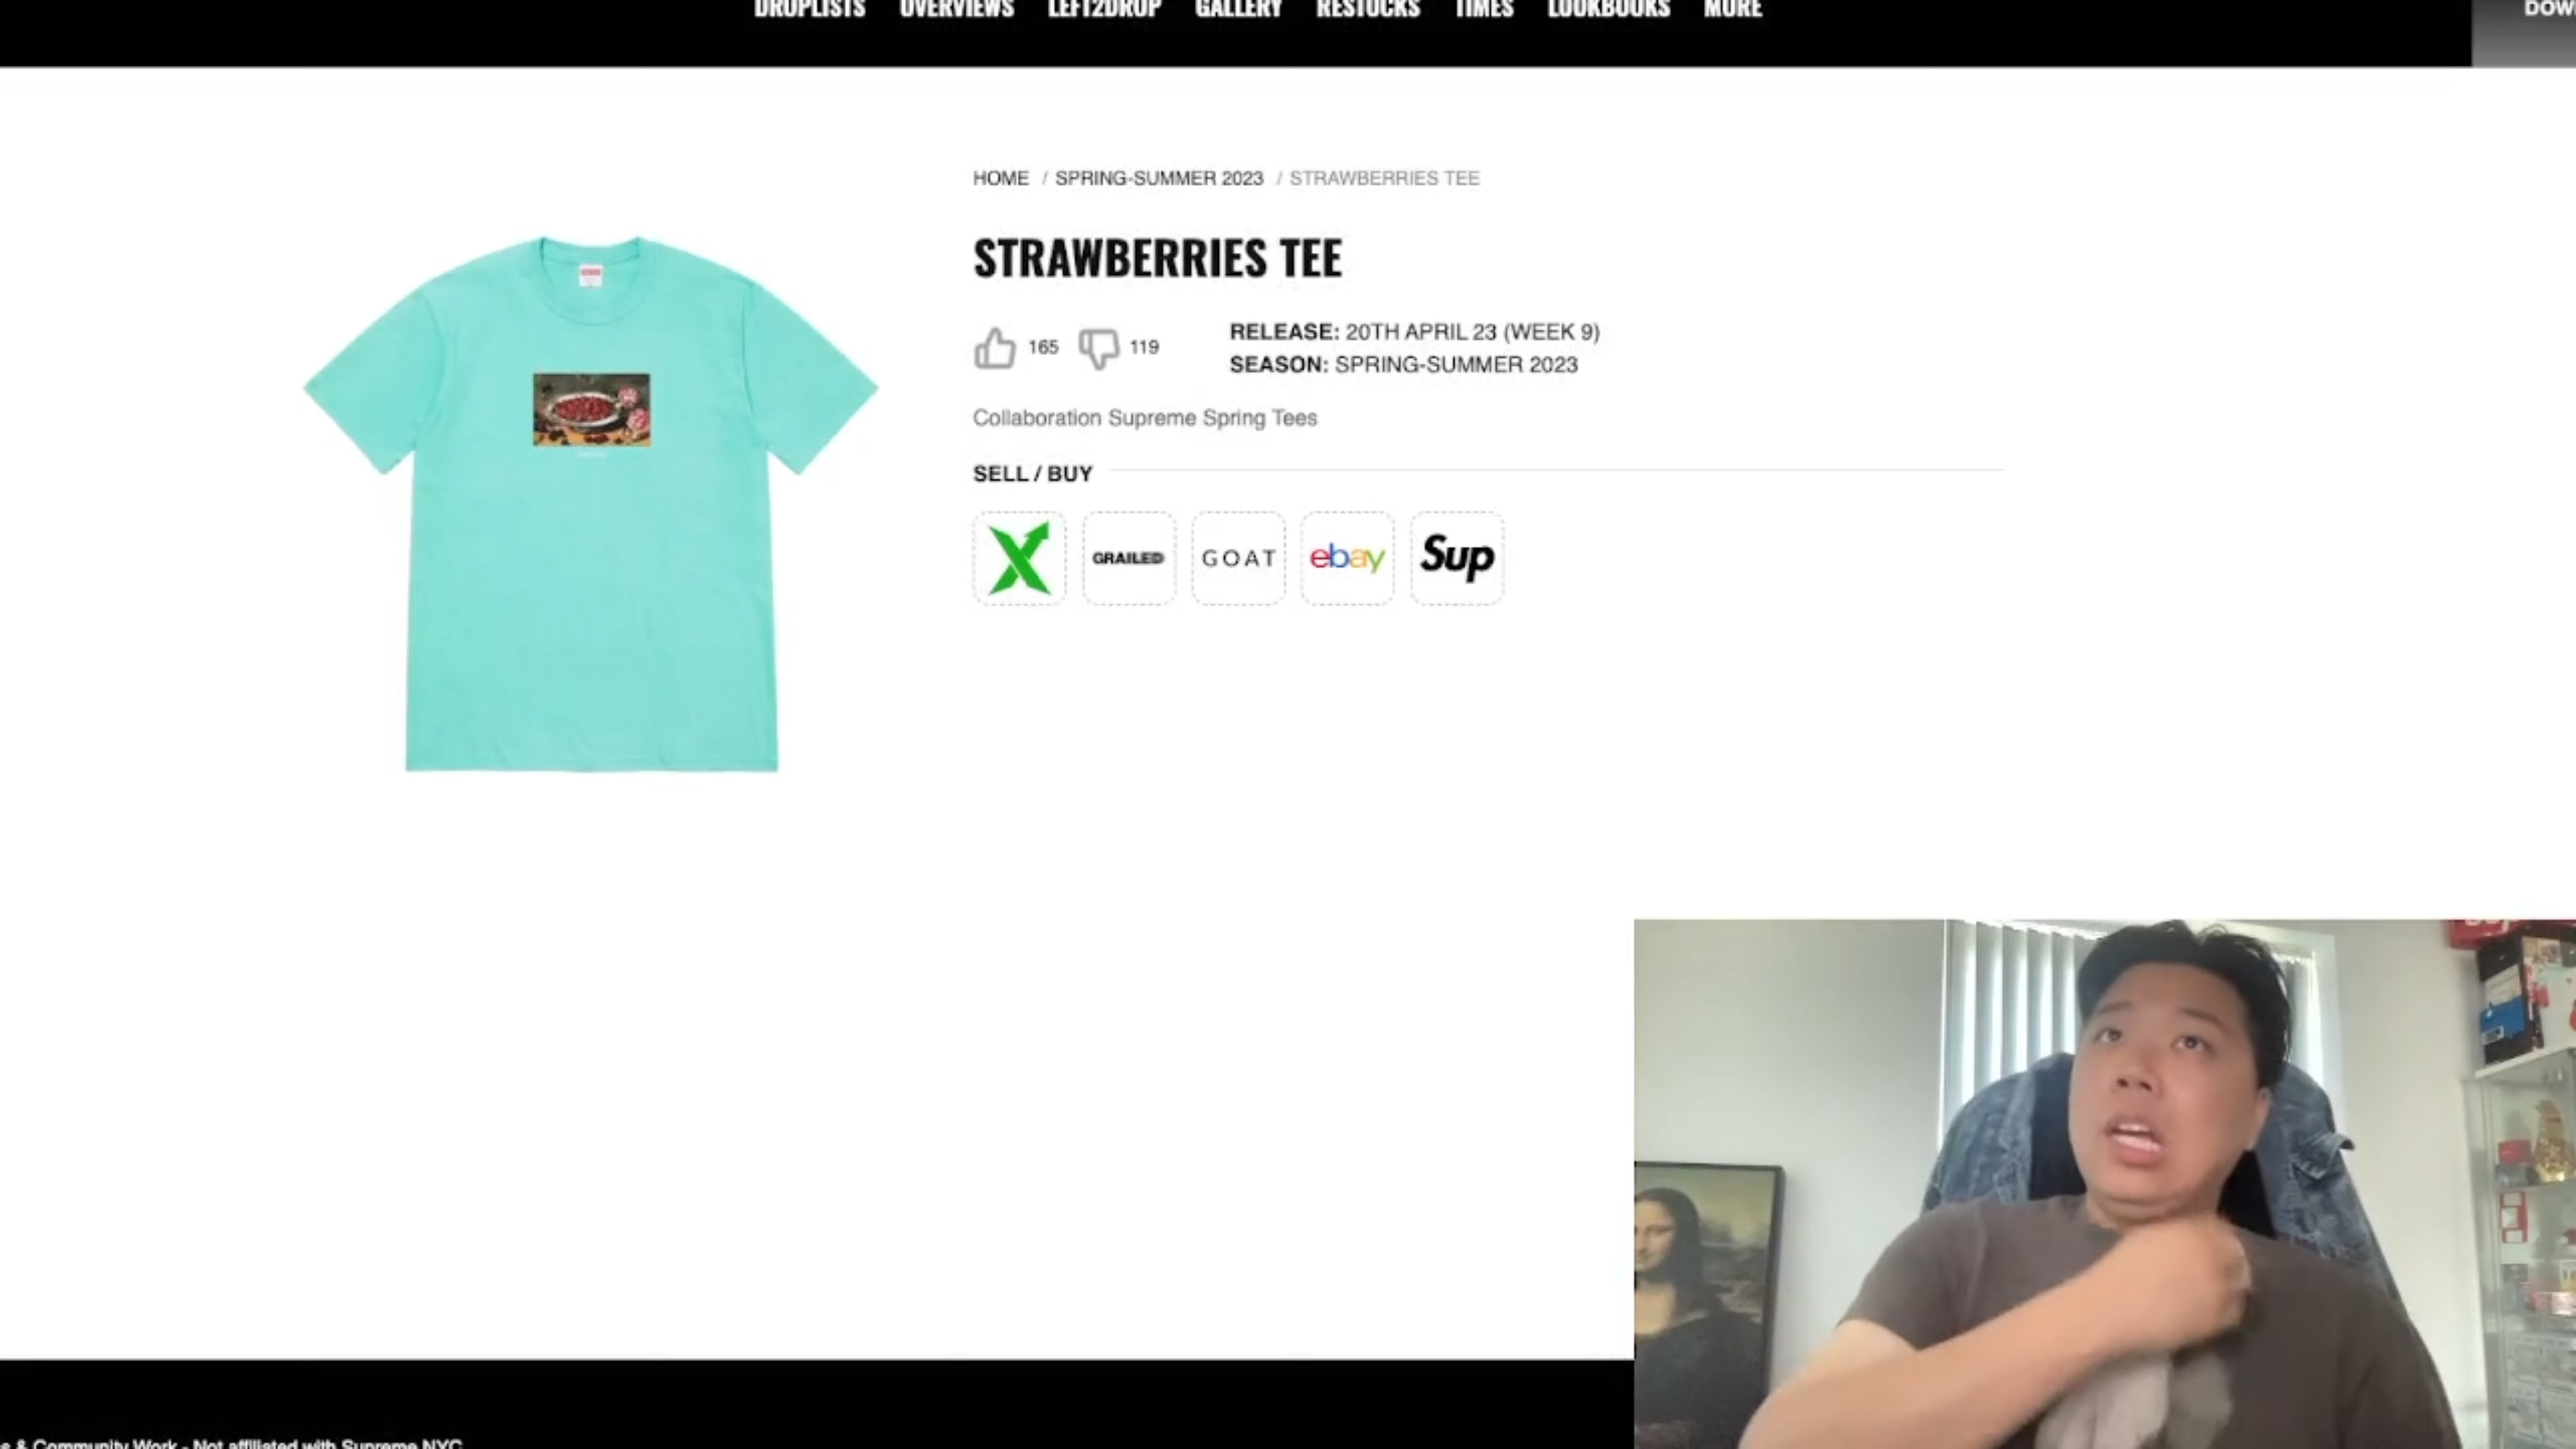 DROPLISTS OVERVIEWS LEFT2DROP GALLERY RESTOCKS TIMES LOOKBOOKS MORE
HOME / SPRING-SUMMER 2023 / STRAWBERRIES TEE
STRAWBERRIES TEE
165 119
RELEASE: 20TH APRIL 23 (WEEK 9)
SEASON: SPRING-SUMMER 2023
Collaboration Supreme Spring Tees
SELL / BUY
X GRAILED GOAT ebay Sup
& Community Work - Not affiliated with Supreme NYC